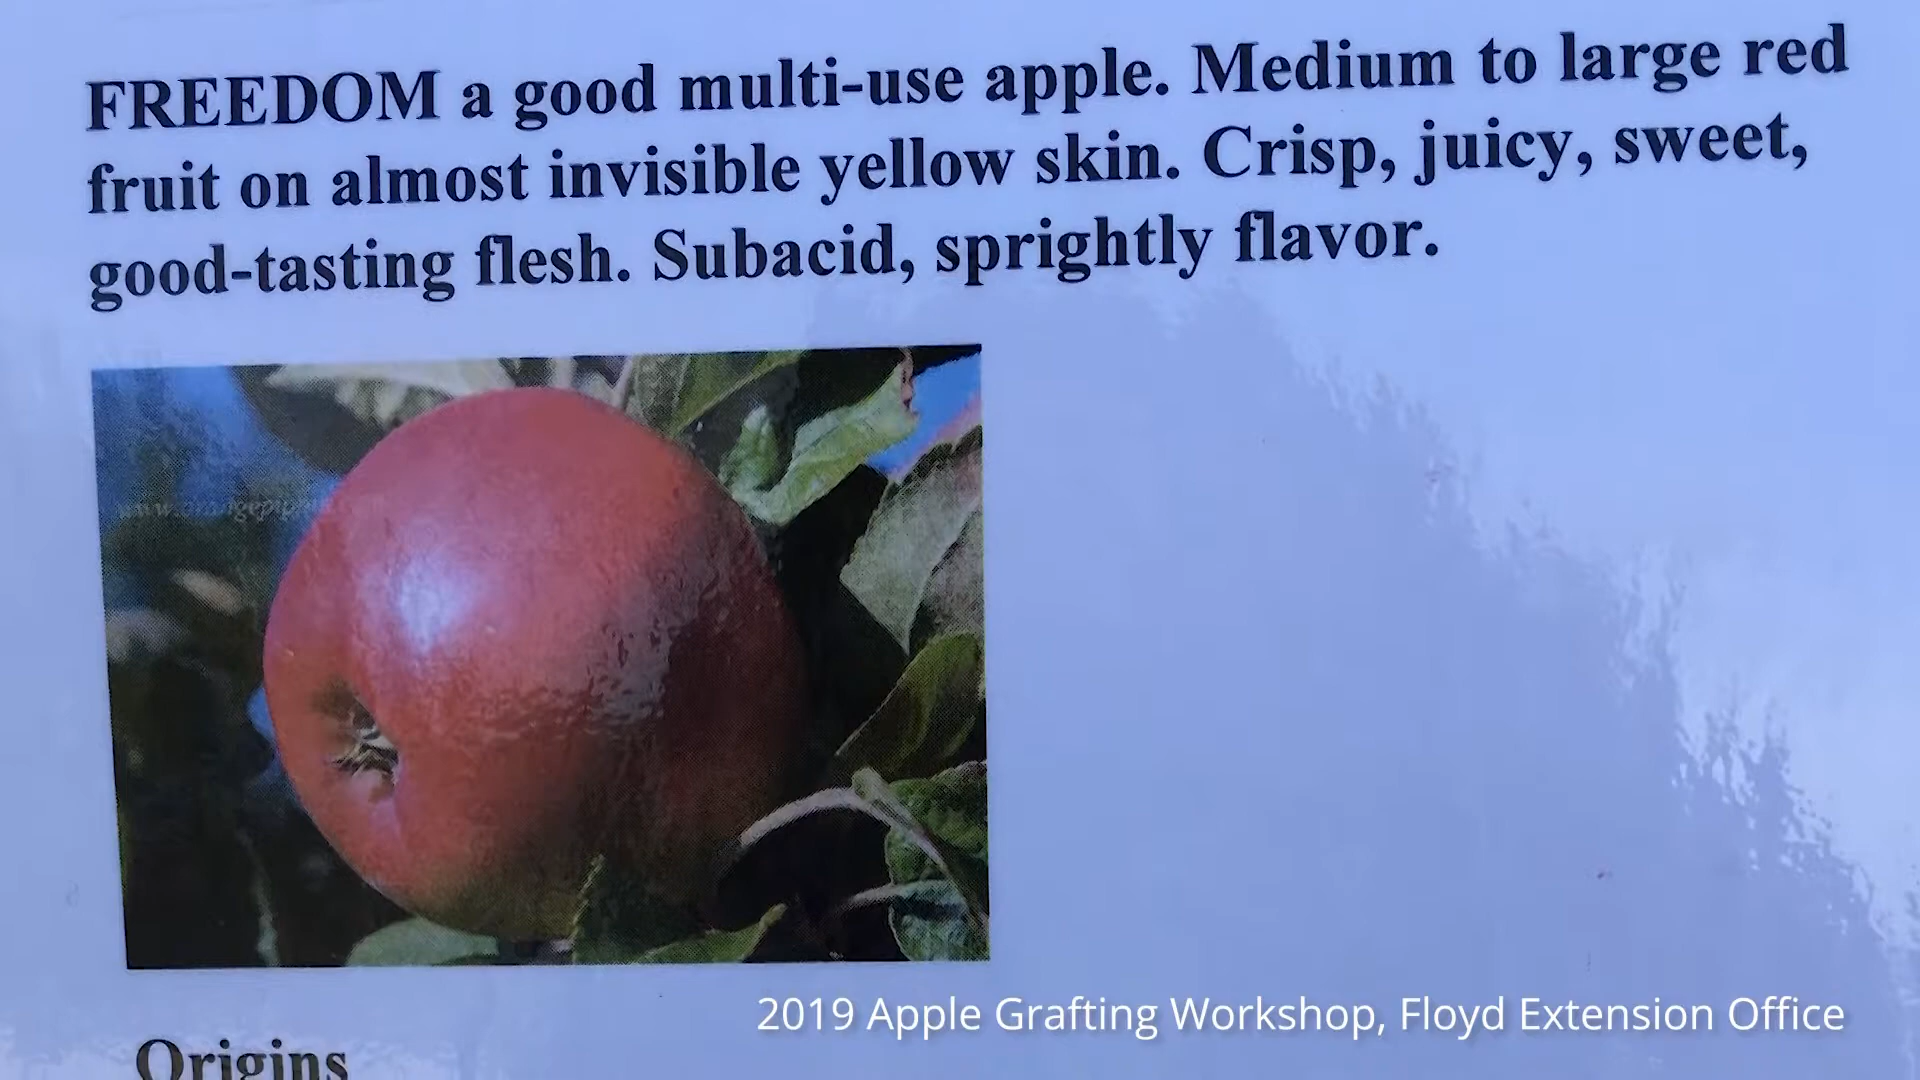 FREEDOM a good multi-use apple. Medium to large red
fruit on almost invisible yellow skin. Crisp, juicy, sweet,
good-tasting flesh. Subacid, sprightly flavor.
2019 Apple Grafting Workshop, Floyd Extension Office
Origins